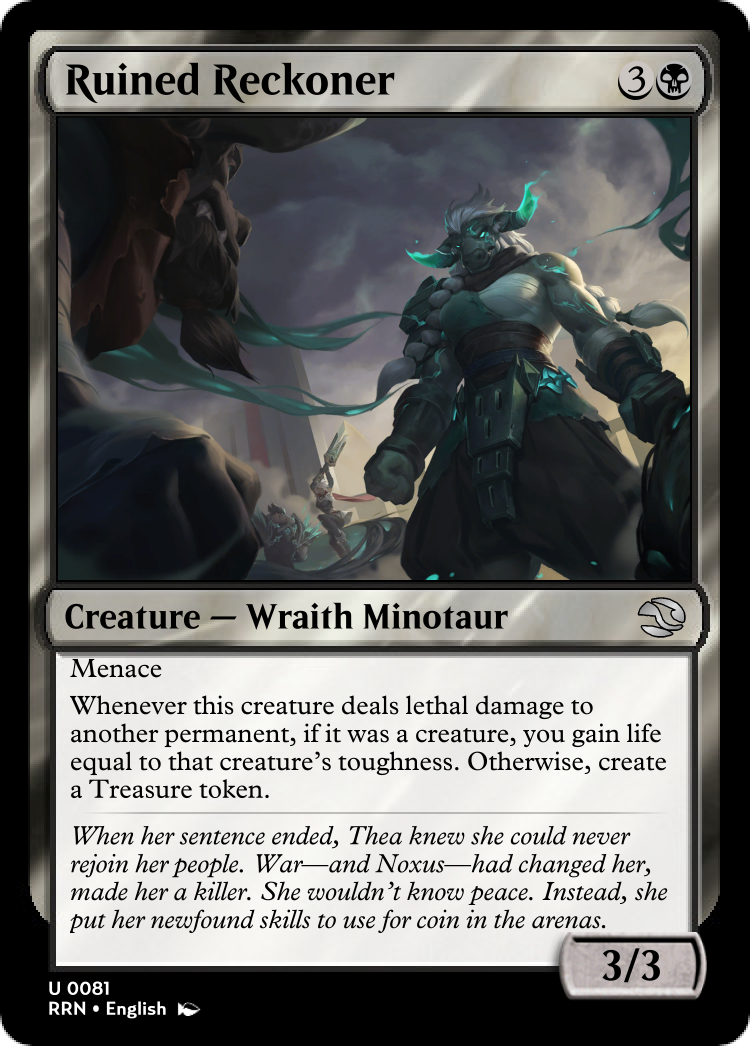 Ruined Reckoner 3
Creature — Wraith Minotaur
Menace
Whenever this creature deals lethal damage to
another permanent, if it was a creature, you gain life
equal to that creature's toughness. Otherwise, create
a Treasure token.
When her sentence ended, Thea knew she could never
rejoin her people. War—and Noxus—had changed her,
made her a killer. She wouldn't know peace. Instead, she
put her newfound skills to use for coin in the arenas.
3/3
U 0081
RRN • English